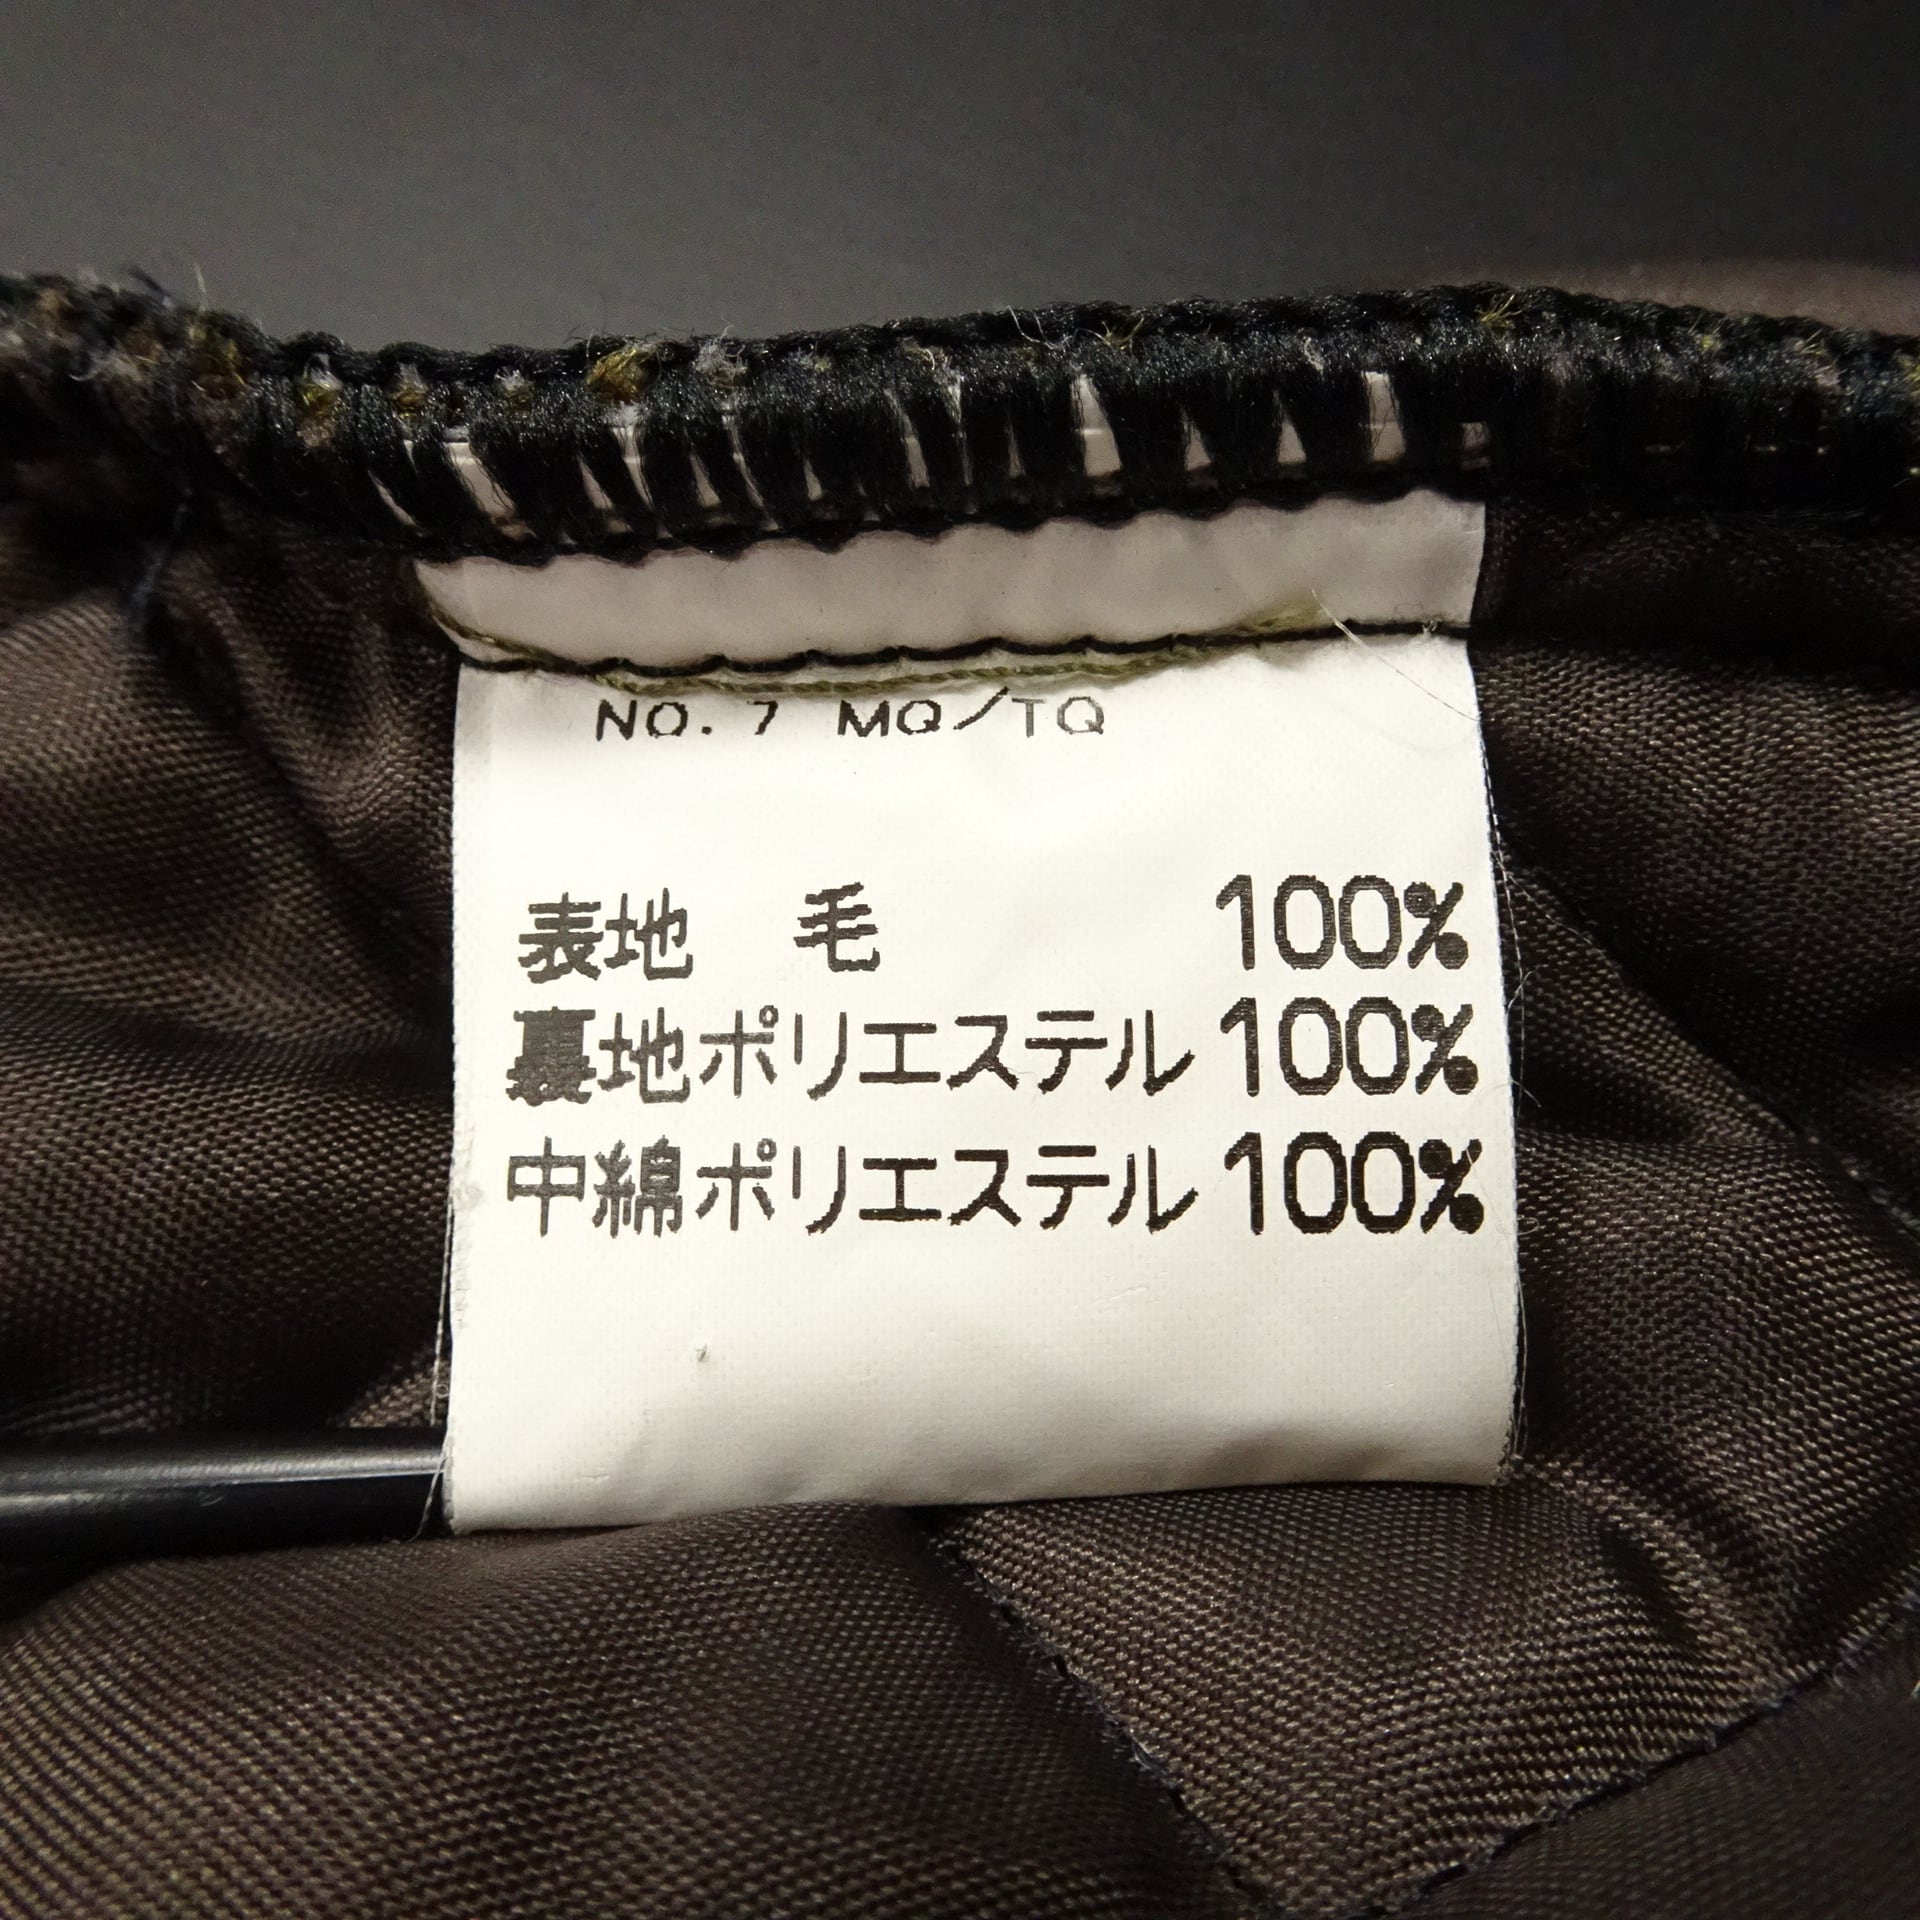 NO. 7 MQ/TQ
表地 毛 100%
裏地ポリエステル 100%
中綿ポリエステル 100%